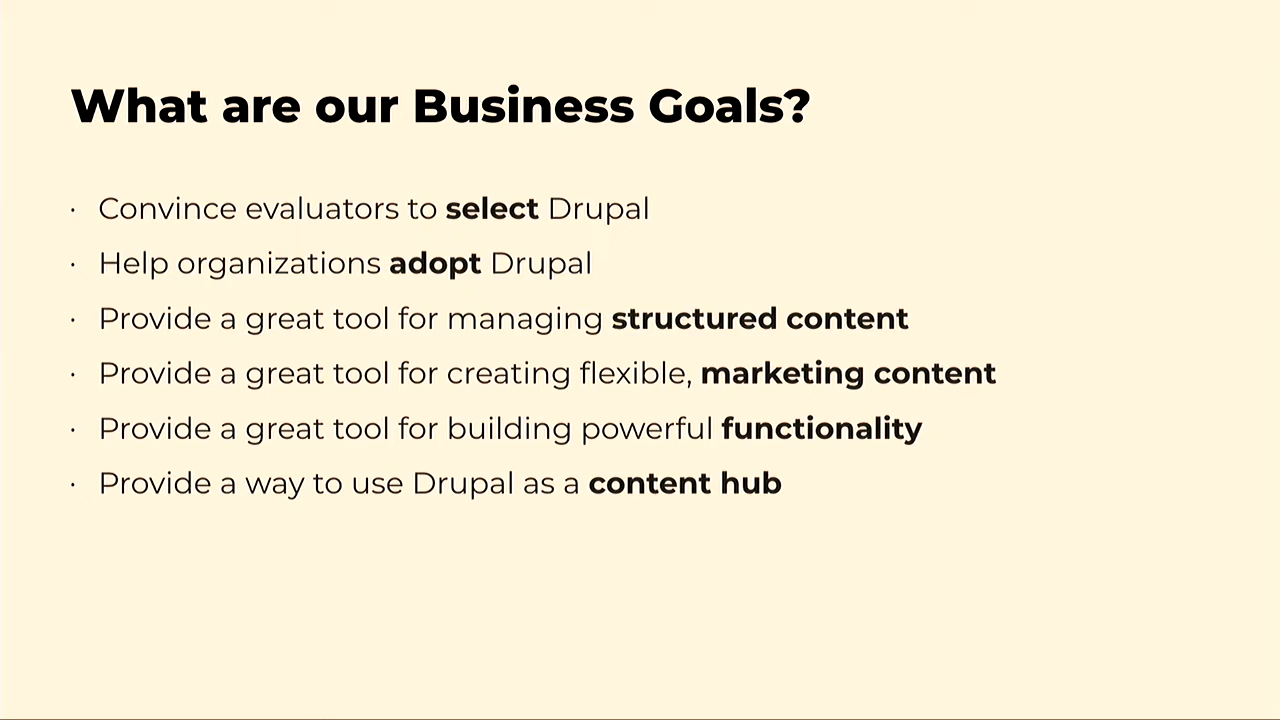 What are our Business Goals?
· Convince evaluators to select Drupal
· Help organizations adopt Drupal
· Provide a great tool for managing structured content
· Provide a great tool for creating flexible, marketing content
· Provide a great tool for building powerful functionality
· Provide a way to use Drupal as a content hub